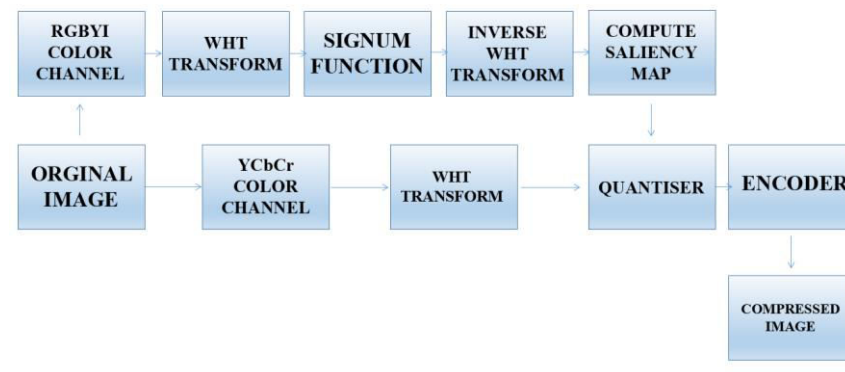 RGBYI
COLOR
CHANNEL
WHT
TRANSFORM
SIGNUM
FUNCTION
INVERSE
WHT
TRANSFORM
COMPUTE
SALIENCY
MAP
ORGINAL
IMAGE
YCbCr
COLOR
CHANNEL
WHT
TRANSFORM
QUANTISER
ENCODER
COMPRESSED
IMAGE